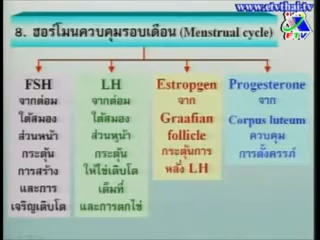 www.etvthai.tv
8. ฮอร์โมนควบคุมรอบเดือน (Menstrual cycle)
FSH
จากต่อม
ใต้สมอง
ส่วนหน้า
กระตุ้น
การสร้าง
และการ
เจริญเติบโต
LH
จากต่อม
ใต้สมอง
ส่วนหน้า
กระตุ้น
ให้ไข่เติบโต
เต็มที่
และการตกไข่
Estropgen
จาก
Graafian
follicle
กระตุ้นการ
หลั่ง LH
Progesterone
จาก
Corpus luteum
ควบคุม
การตั้งครรภ์